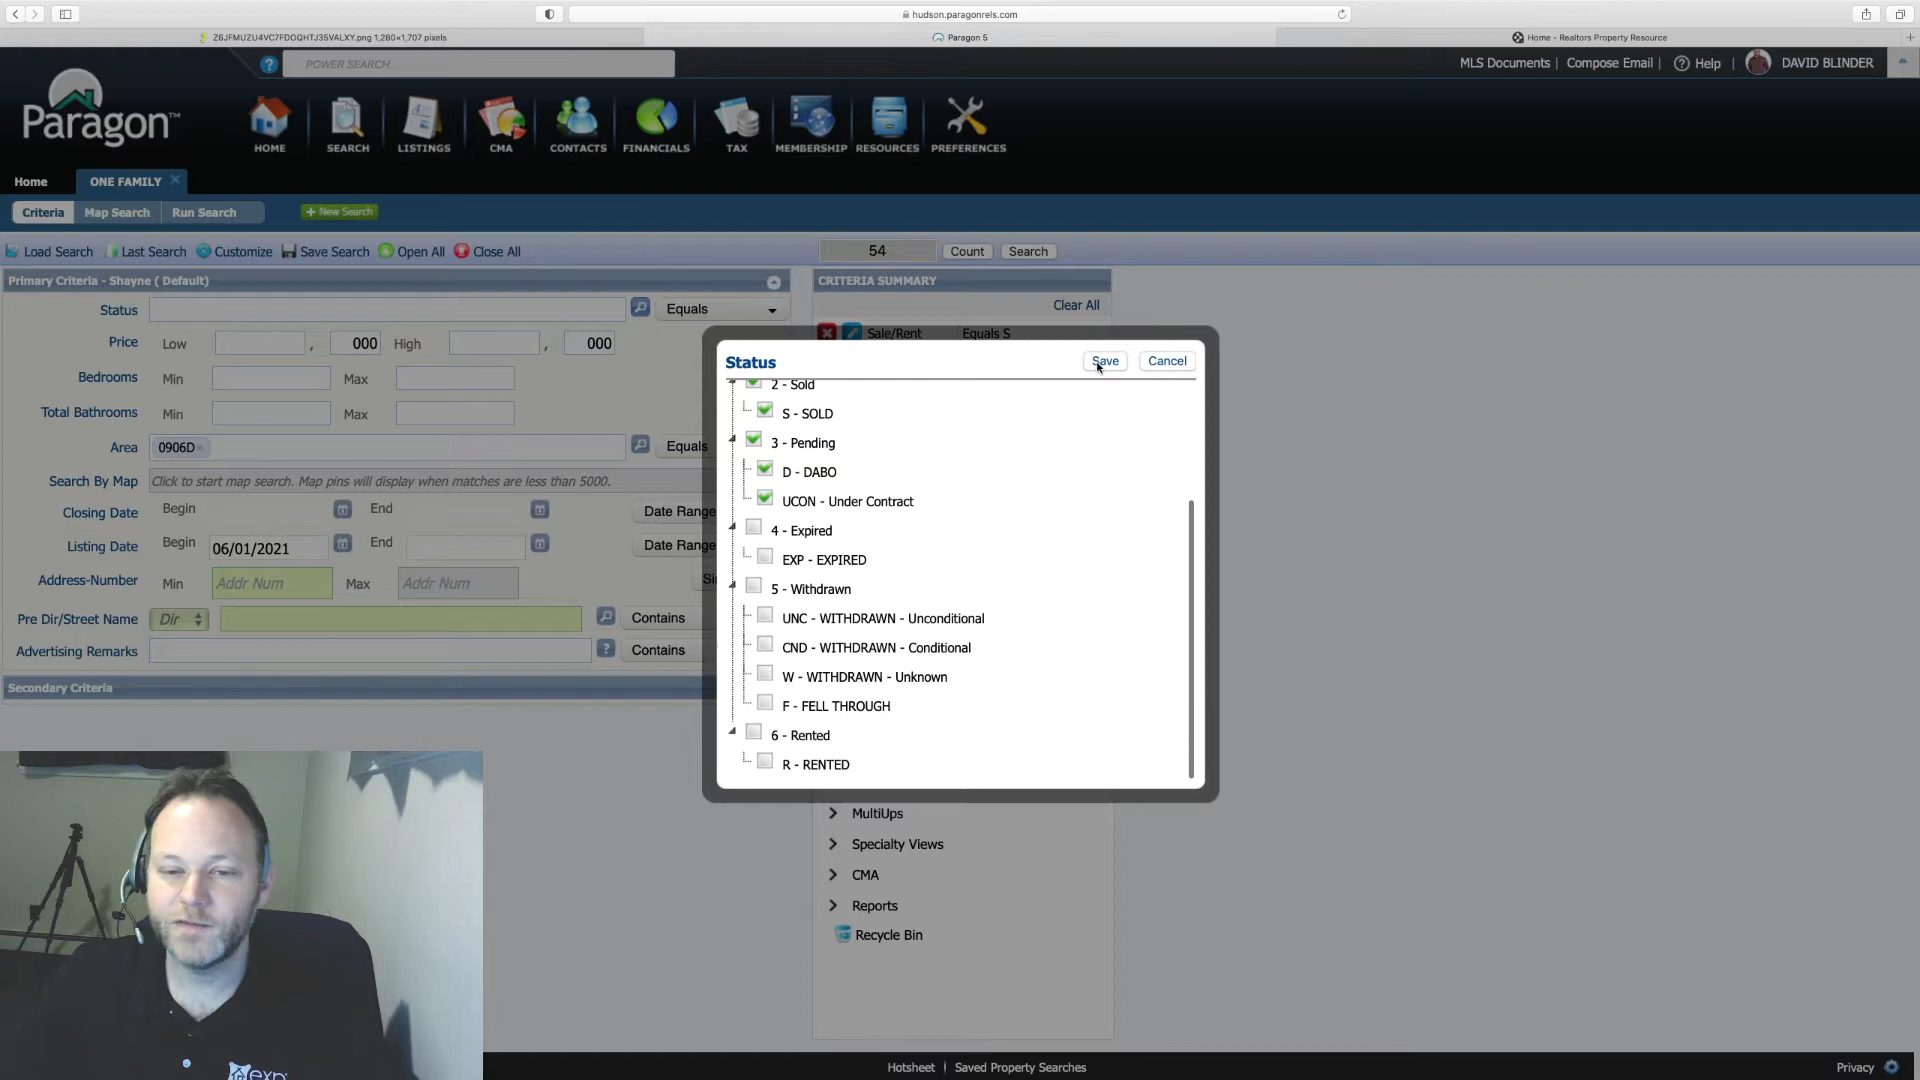 hudson.paragonrels.com
Z6JFMUZU4VC7FDOQHTJ35VALXY.png 1,280×1,707 pixels
Paragon 5
Home - Realtors Property Resource
? POWER SEARCH
MLS Documents | Compose Email | ? Help | DAVID BLINDER
Paragon™
HOME SEARCH LISTINGS CMA CONTACTS FINANCIALS TAX MEMBERSHIP RESOURCES PREFERENCES
Home ONE FAMILY ×
Criteria Map Search Run Search + New Search
Load Search Last Search Customize Save Search Open All Close All 54 Count Search
Primary Criteria - Shayne ( Default) CRITERIA SUMMARY
Status Equals Clear All
Price Low , 000 High , 000 Sale/Rent Equals S
Bedrooms Min Max
Total Bathrooms Min Max
Area 0906D× Equals
Search By Map Click to start map search. Map pins will display when matches are less than 5000.
Closing Date Begin End Date Range
Listing Date Begin 06/01/2021 End Date Range
Address-Number Min Addr Num Max Addr Num
Pre Dir/Street Name Dir Contains
Advertising Remarks ? Contains
Secondary Criteria
Status Save Cancel
2 - Sold
S - SOLD
3 - Pending
D - DABO
UCON - Under Contract
4 - Expired
EXP - EXPIRED
5 - Withdrawn
UNC - WITHDRAWN - Unconditional
CND - WITHDRAWN - Conditional
W - WITHDRAWN - Unknown
F - FELL THROUGH
6 - Rented
R - RENTED
MultiUps
Specialty Views
CMA
Reports
Recycle Bin
exp
Hotsheet | Saved Property Searches
Privacy